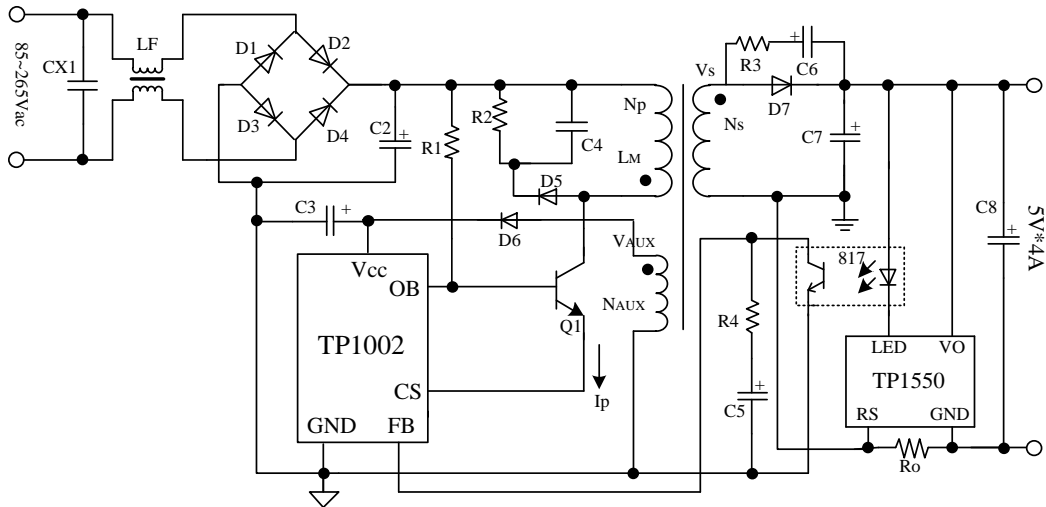 LF
D1
D2
R3
C6
CX1
85~265Vac
Vs
D7
D3
D4
C2
R1
R2
C4
Np
Ns
C7
LM
D5
C3
D6
VAUX
C8
5V*4A
Vcc
OB
817
NAUX
Q1
R4
TP1002
LED
VO
TP1550
CS
Ip
C5
RS
GND
GND
FB
Ro